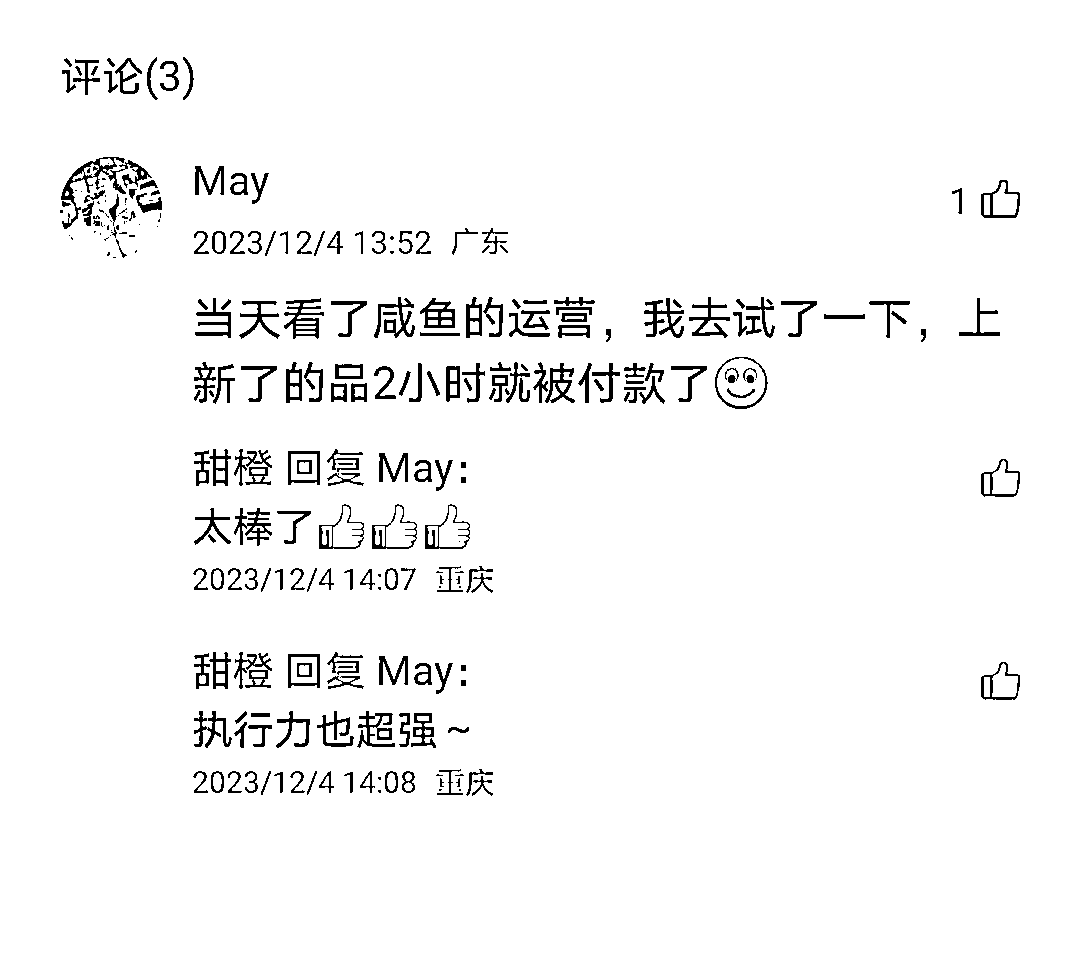 评论(3)
May
1
2023/12/4 13:52 广东
当天看了咸鱼的运营，我去试了一下，上
新了的品2小时就被付款了
甜橙 回复 May：
太棒了
2023/12/4 14:07 重庆
甜橙 回复 May：
执行力也超强～
2023/12/4 14:08 重庆